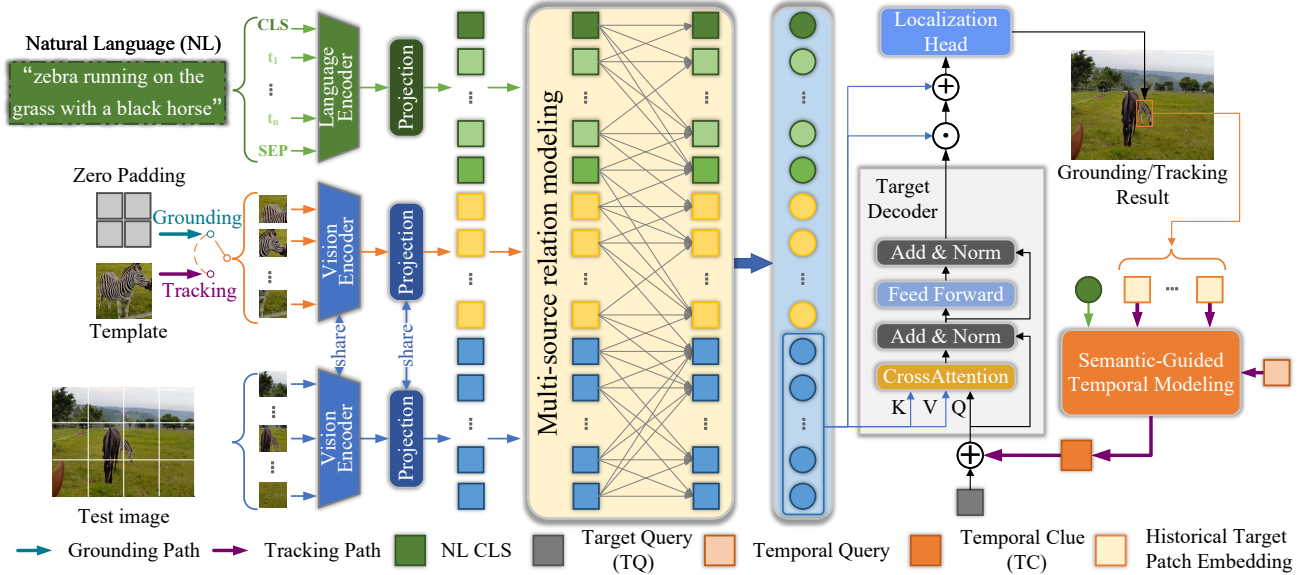 Natural Language (NL)
“zebra running on the
grass with a black horse”
CLS
t1
...
tn
SEP
Language
Encoder
Projection
...
Zero Padding
Grounding
Tracking
Template
...
Vision
Encoder
Projection
...
share
share
Test image
...
...
Vision
Encoder
Projection
...
Multi-source relation modeling
...
...
...
...
...
...
...
...
...
Localization
Head
Target
Decoder
Add & Norm
Feed Forward
Add & Norm
CrossAttention
K V Q
Grounding/Tracking
Result
...
Semantic-Guided
Temporal Modeling
Grounding Path
Tracking Path
NL CLS
Target Query
(TQ)
Temporal Query
Temporal Clue
(TC)
Historical Target
Patch Embedding